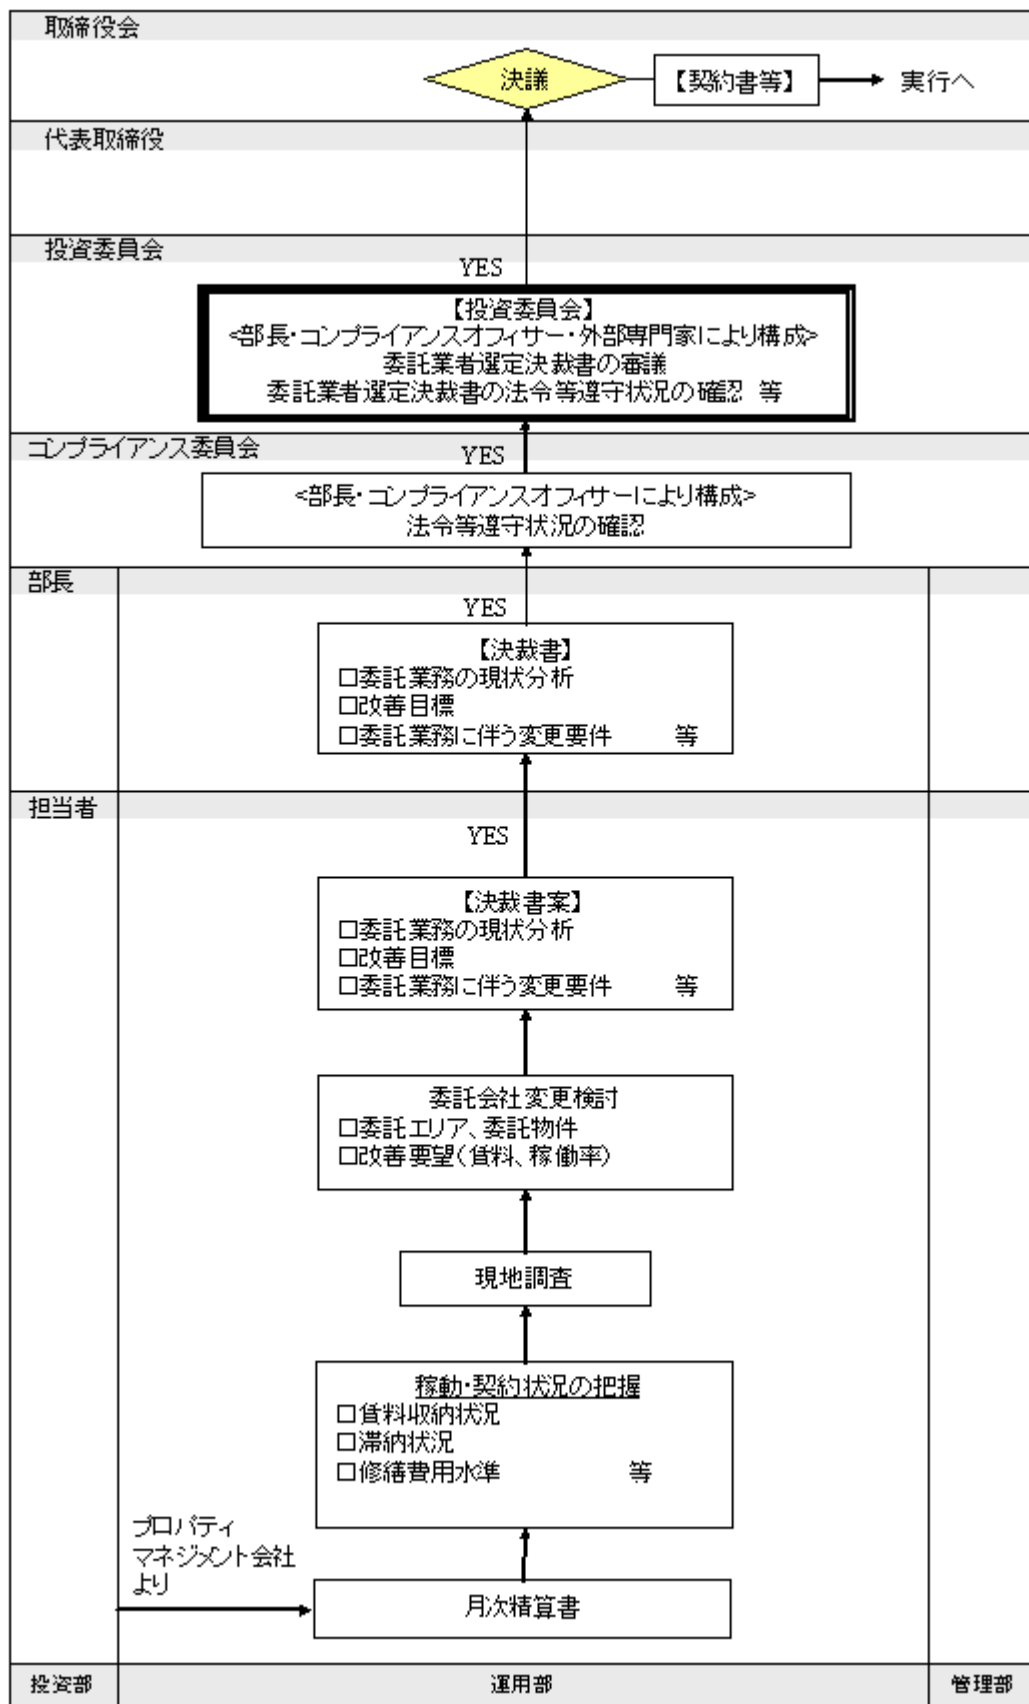 取締役会
決議
【契約書等】
実行へ
代表取締役
投資委員会
YES
【投資委員会】
<部長・コンプライアンスオフィサー・外部専門家により構成>
委託業者選定決裁書の審議
委託業者選定決裁書の法令等遵守状況の確認 等
コンプライアンス委員会
YES
<部長・コンプライアンスオフィサーにより構成>
法令等遵守状況の確認
部長
YES
【決裁書】
□委託業務の現状分析
□改善目標
□委託業務に伴う変更要件 等
担当者
YES
【決裁書案】
□委託業務の現状分析
□改善目標
□委託業務に伴う変更要件 等
委託会社変更検討
□委託エリア、委託物件
□改善要望(賃料、稼働率)
現地調査
稼動・契約状況の把握
□賃料収納状況
□滞納状況
□修繕費用水準 等
プロパティ
マネジメント会社
より
月次精算書
投資部
運用部
管理部